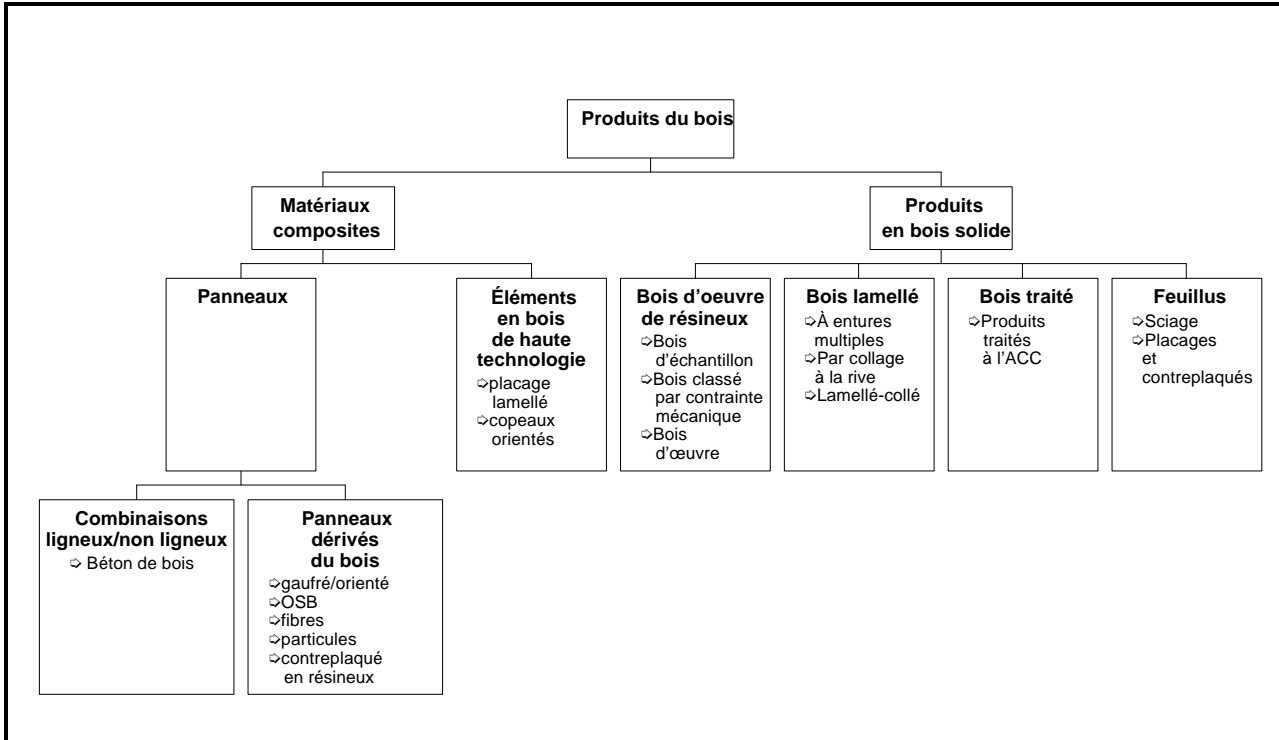 Produits du bois
Matériaux
composites
Produits
en bois solide
Panneaux
Éléments
en bois
de haute
technologie
➩placage
lamellé
➩copeaux
orientés
Bois d'oeuvre
de résineux
➩Bois
d'échantillon
➩Bois classé
par contrainte
mécanique
➩Bois
d'œuvre
Bois lamellé
➩À entures
multiples
➩Par collage
à la rive
➩Lamellé-collé
Bois traité
➩Produits
traités
à l'ACC
Feuillus
➩Sciage
➩Placages
et
contreplaqués
Combinaisons
ligneux/non ligneux
➩ Béton de bois
Panneaux
dérivés
du bois
➩gaufré/orienté
➩OSB
➩fibres
➩particules
➩contreplaqué
en résineux